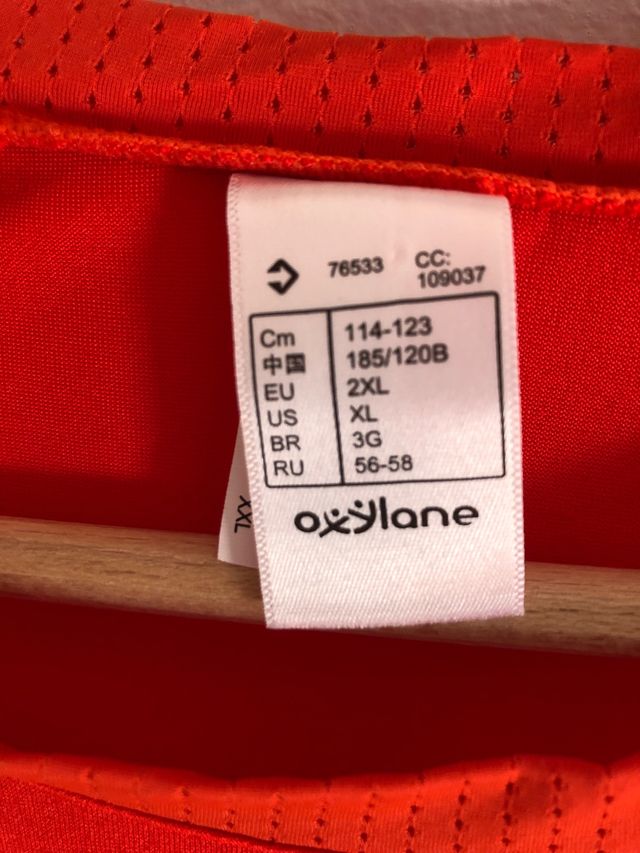 76533 CC:
109037
Cm 114-123
中国 185/120B
EU 2XL
US XL
BR 3G
RU 56-58
oxylane
XXL